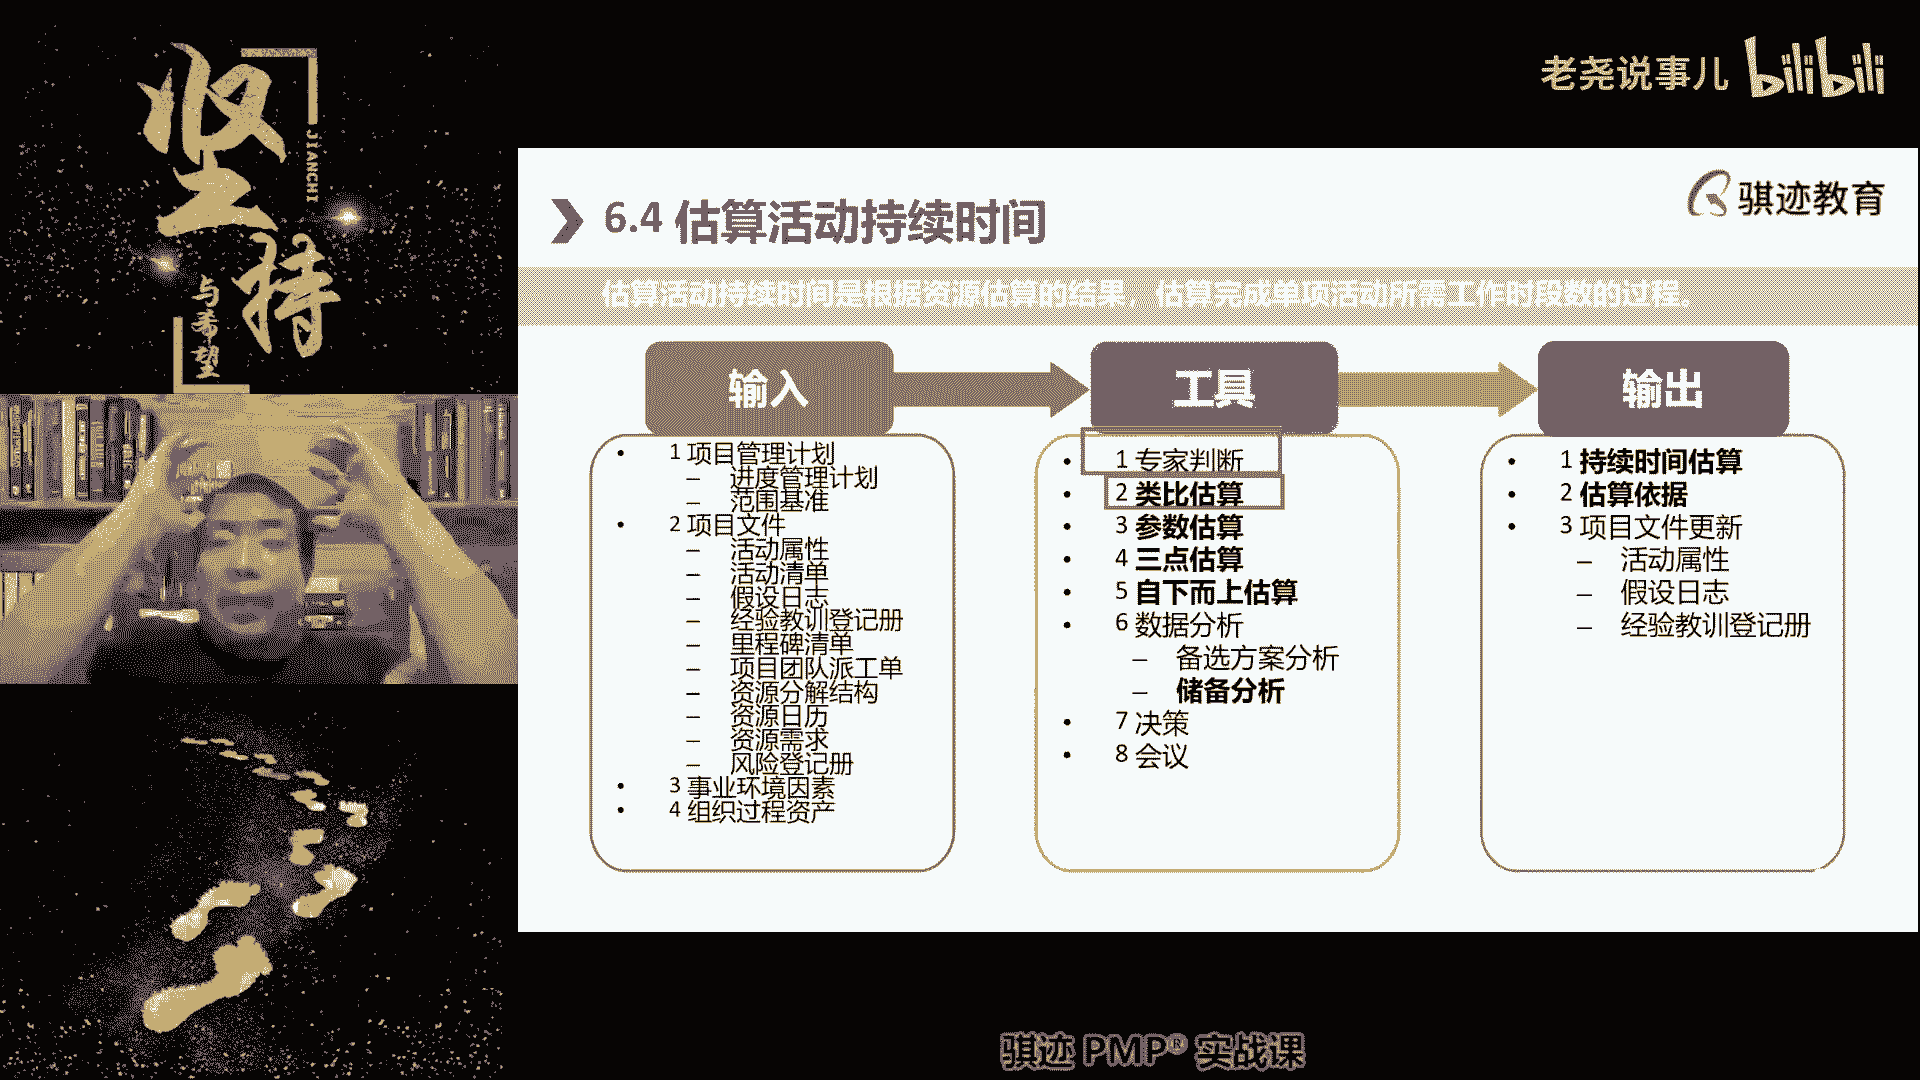 坚持
JIANCHI
与希望
老尧说事儿 bilibili
骐迹教育
6.4 估算活动持续时间
估算活动持续时间是根据资源估算的结果，估算完成单项活动所需工作时段数的过程。
输入
• 1 项目管理计划
– 进度管理计划
– 范围基准
• 2 项目文件
– 活动属性
– 活动清单
– 假设日志
– 经验教训登记册
– 里程碑清单
– 项目团队派工单
– 资源分解结构
– 资源日历
– 资源需求
– 风险登记册
• 3 事业环境因素
• 4 组织过程资产
工具
• 1 专家判断
• 2 类比估算
• 3 参数估算
• 4 三点估算
• 5 自下而上估算
• 6 数据分析
– 备选方案分析
– 储备分析
• 7 决策
• 8 会议
输出
• 1 持续时间估算
• 2 估算依据
• 3 项目文件更新
– 活动属性
– 假设日志
– 经验教训登记册
骐迹 PMP® 实战课